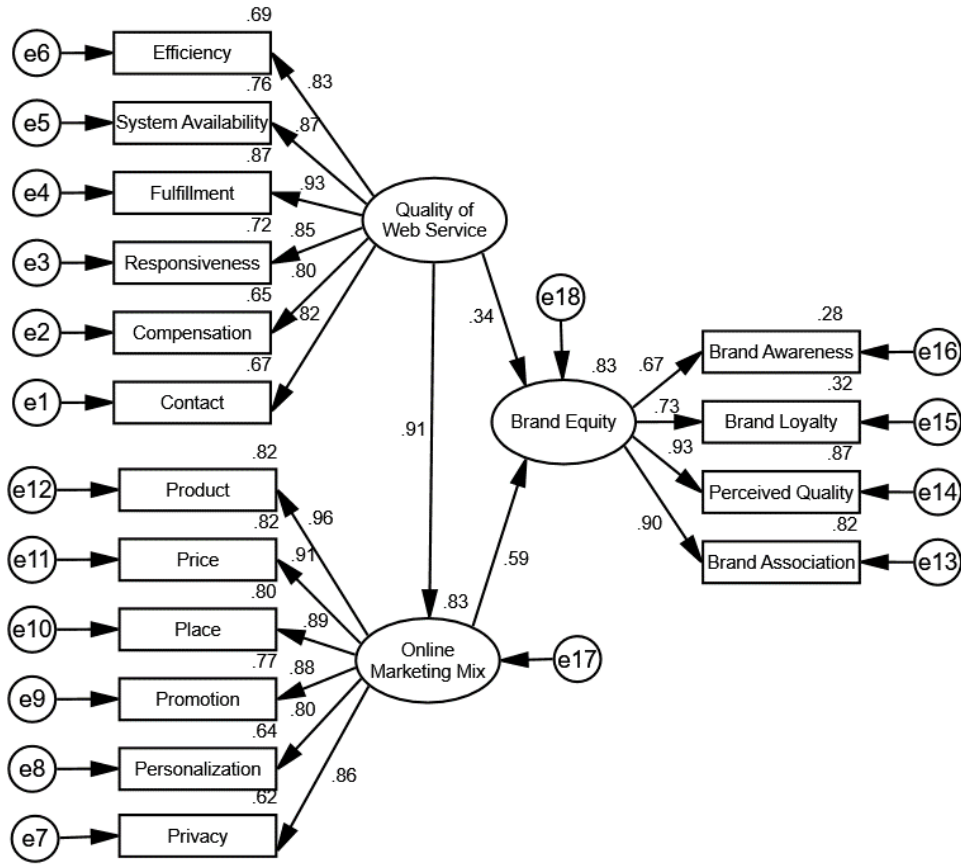 .69
e6
Efficiency
.83
.76
e5
System Availability
.87
.87
e4
Fulfillment
.93
.72
e3
Responsiveness
.85
.65
e2
Compensation
.80
.67
e1
Contact
.82
Quality of
Web Service
.34
.91
e18
.83
Brand Equity
.28
.67
Brand Awareness
e16
.32
.73
Brand Loyalty
e15
.87
.93
Perceived Quality
e14
.82
.90
Brand Association
e13
.82
e12
Product
.96
.82
e11
Price
.91
.80
e10
Place
.89
.77
e9
Promotion
.88
.64
e8
Personalization
.80
.62
e7
Privacy
.86
.59
.83
Online
Marketing Mix
e17